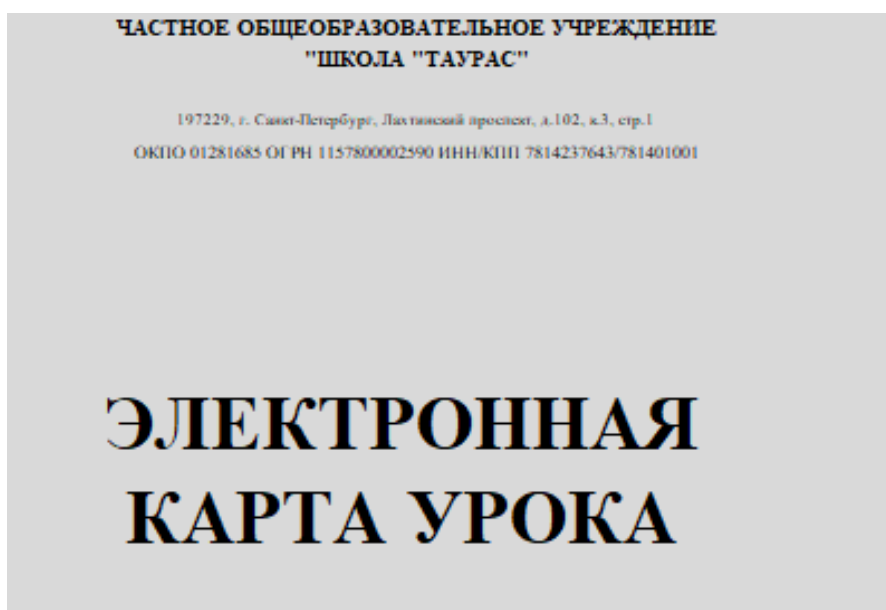 ЧАСТНОЕ ОБЩЕОБРАЗОВАТЕЛЬНОЕ УЧРЕЖДЕНИЕ
"ШКОЛА "ТАУРАС"
197229, г. Санкт-Петербург, Лахтинский проспект, д.102, к.3, стр.1
ОКПО 01281685 ОГРН 1157800002590 ИНН/КПП 7814237643/781401001
ЭЛЕКТРОННАЯ
КАРТА УРОКА